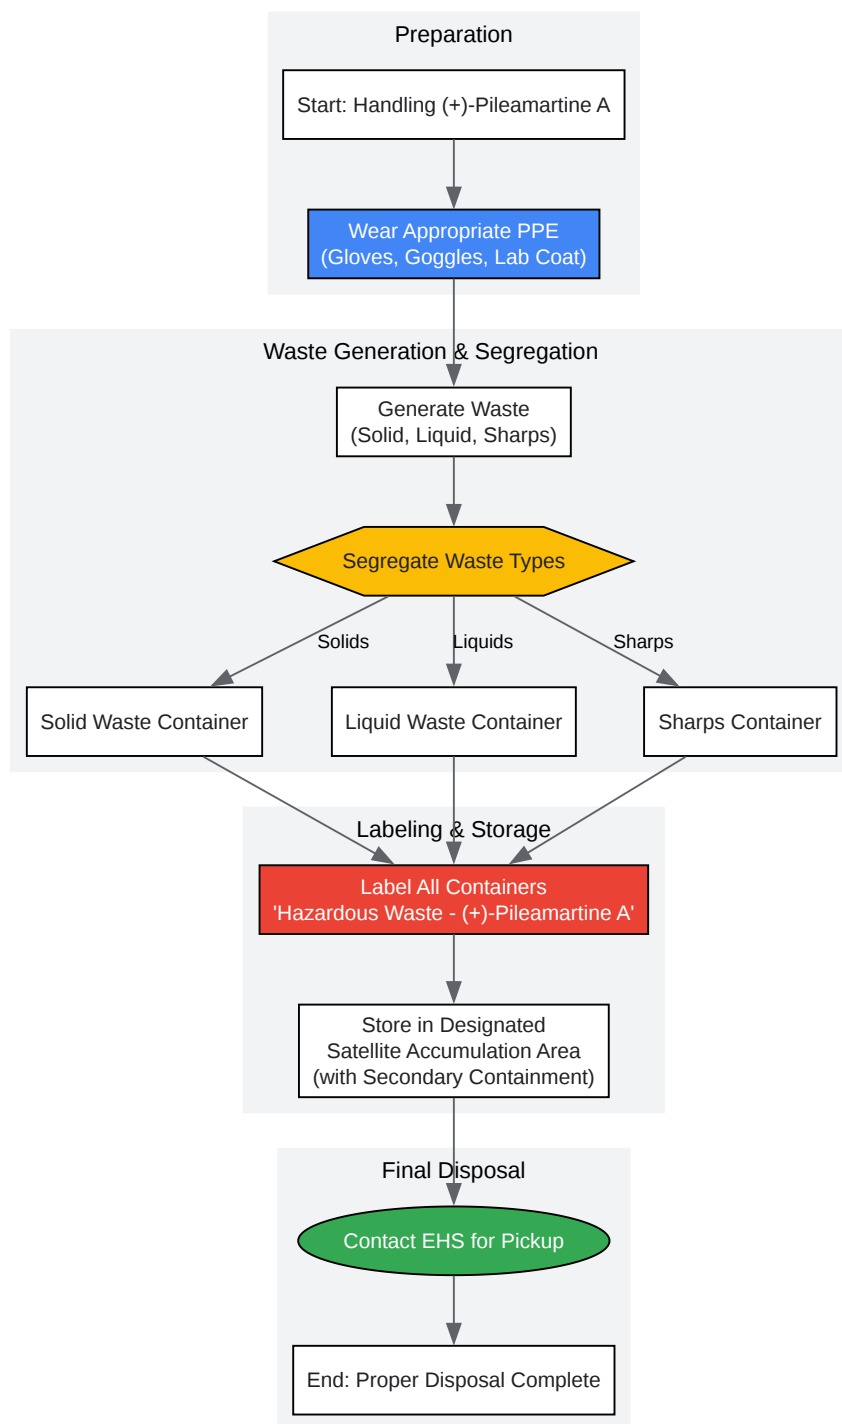 Preparation
Start: Handling (+)-Pileamartine A
Wear Appropriate PPE
(Gloves, Goggles, Lab Coat)
Waste Generation & Segregation
Generate Waste
(Solid, Liquid, Sharps)
Segregate Waste Types
Solids
Liquids
Sharps
Solid Waste Container
Liquid Waste Container
Sharps Container
Labeling & Storage
Label All Containers
'Hazardous Waste - (+)-Pileamartine A'
Store in Designated
Satellite Accumulation Area
(with Secondary Containment)
Final Disposal
Contact EHS for Pickup
End: Proper Disposal Complete